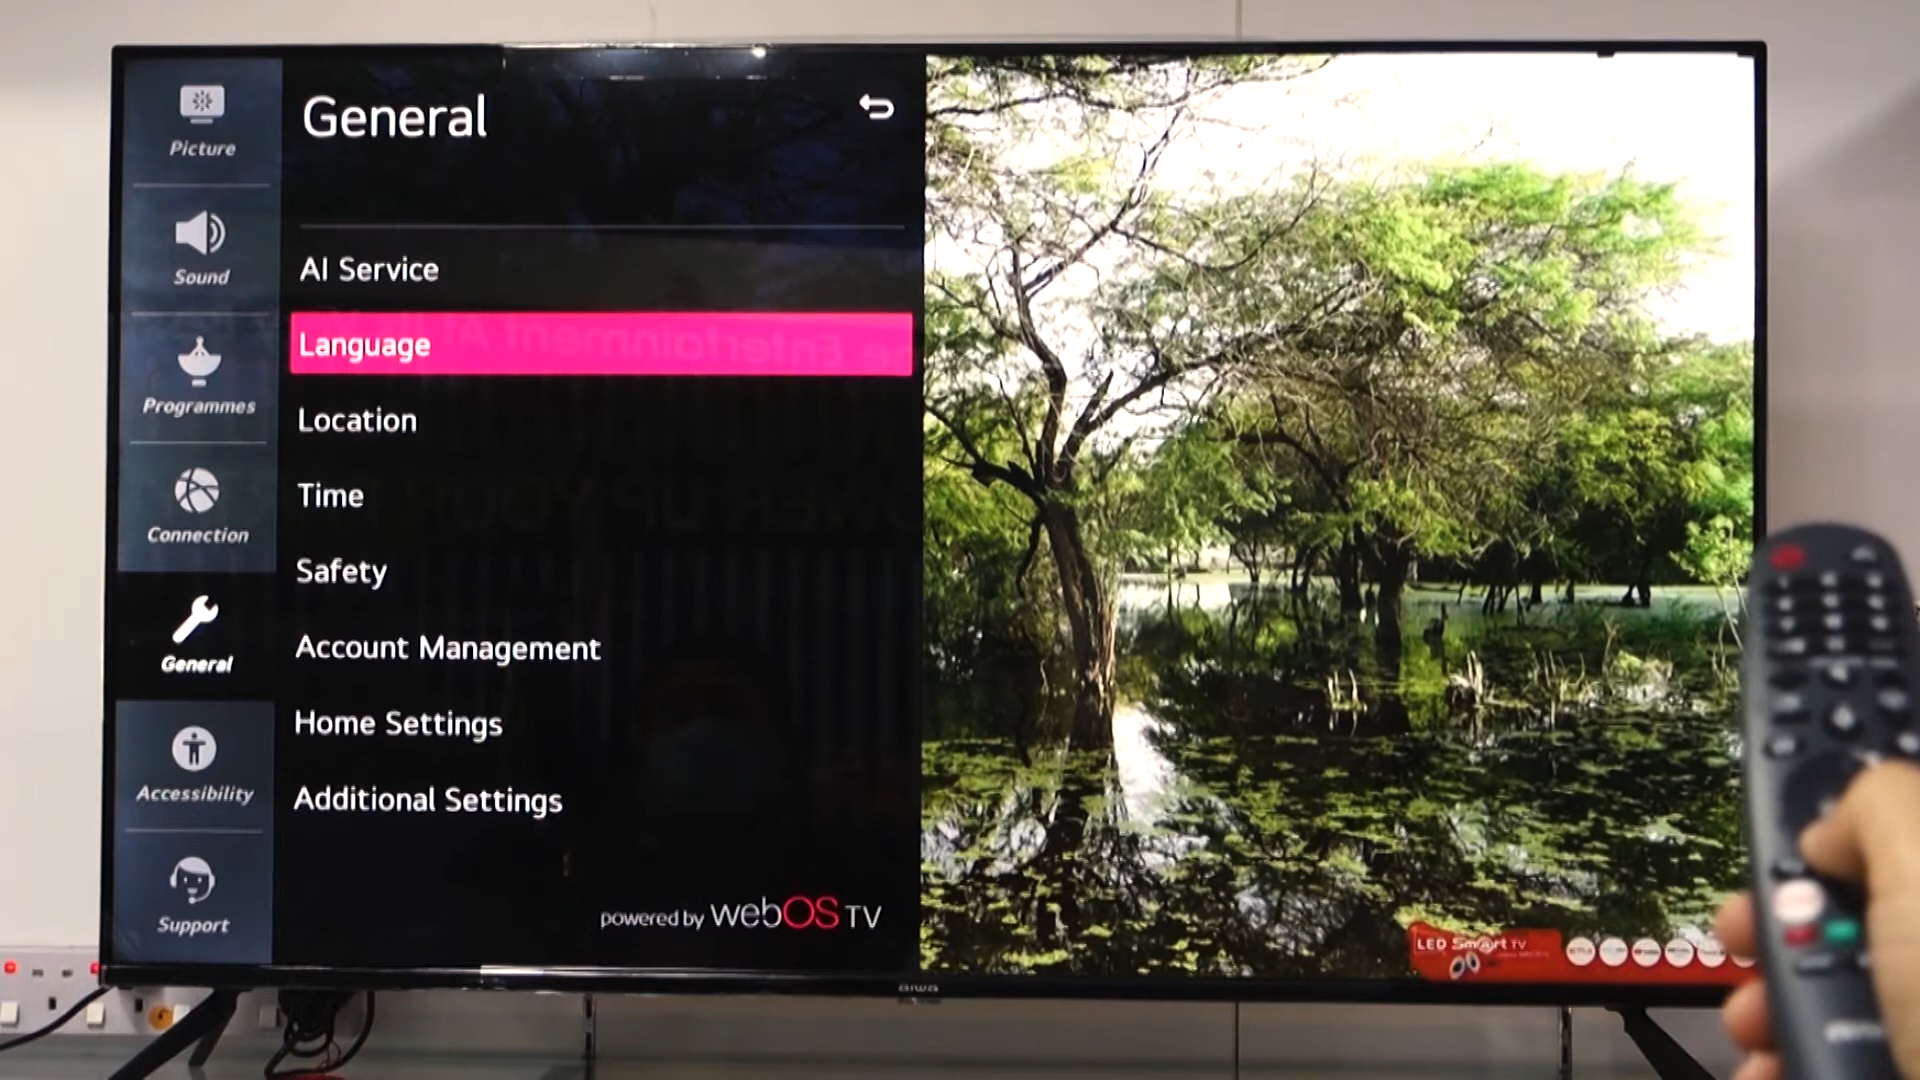 Picture
Sound
Programmes
Connection
General
Accessibility
Support
General
AI Service
Language
Location
Time
Safety
Account Management
Home Settings
Additional Settings
powered by webOS TV
LED Smart TV
aiwa